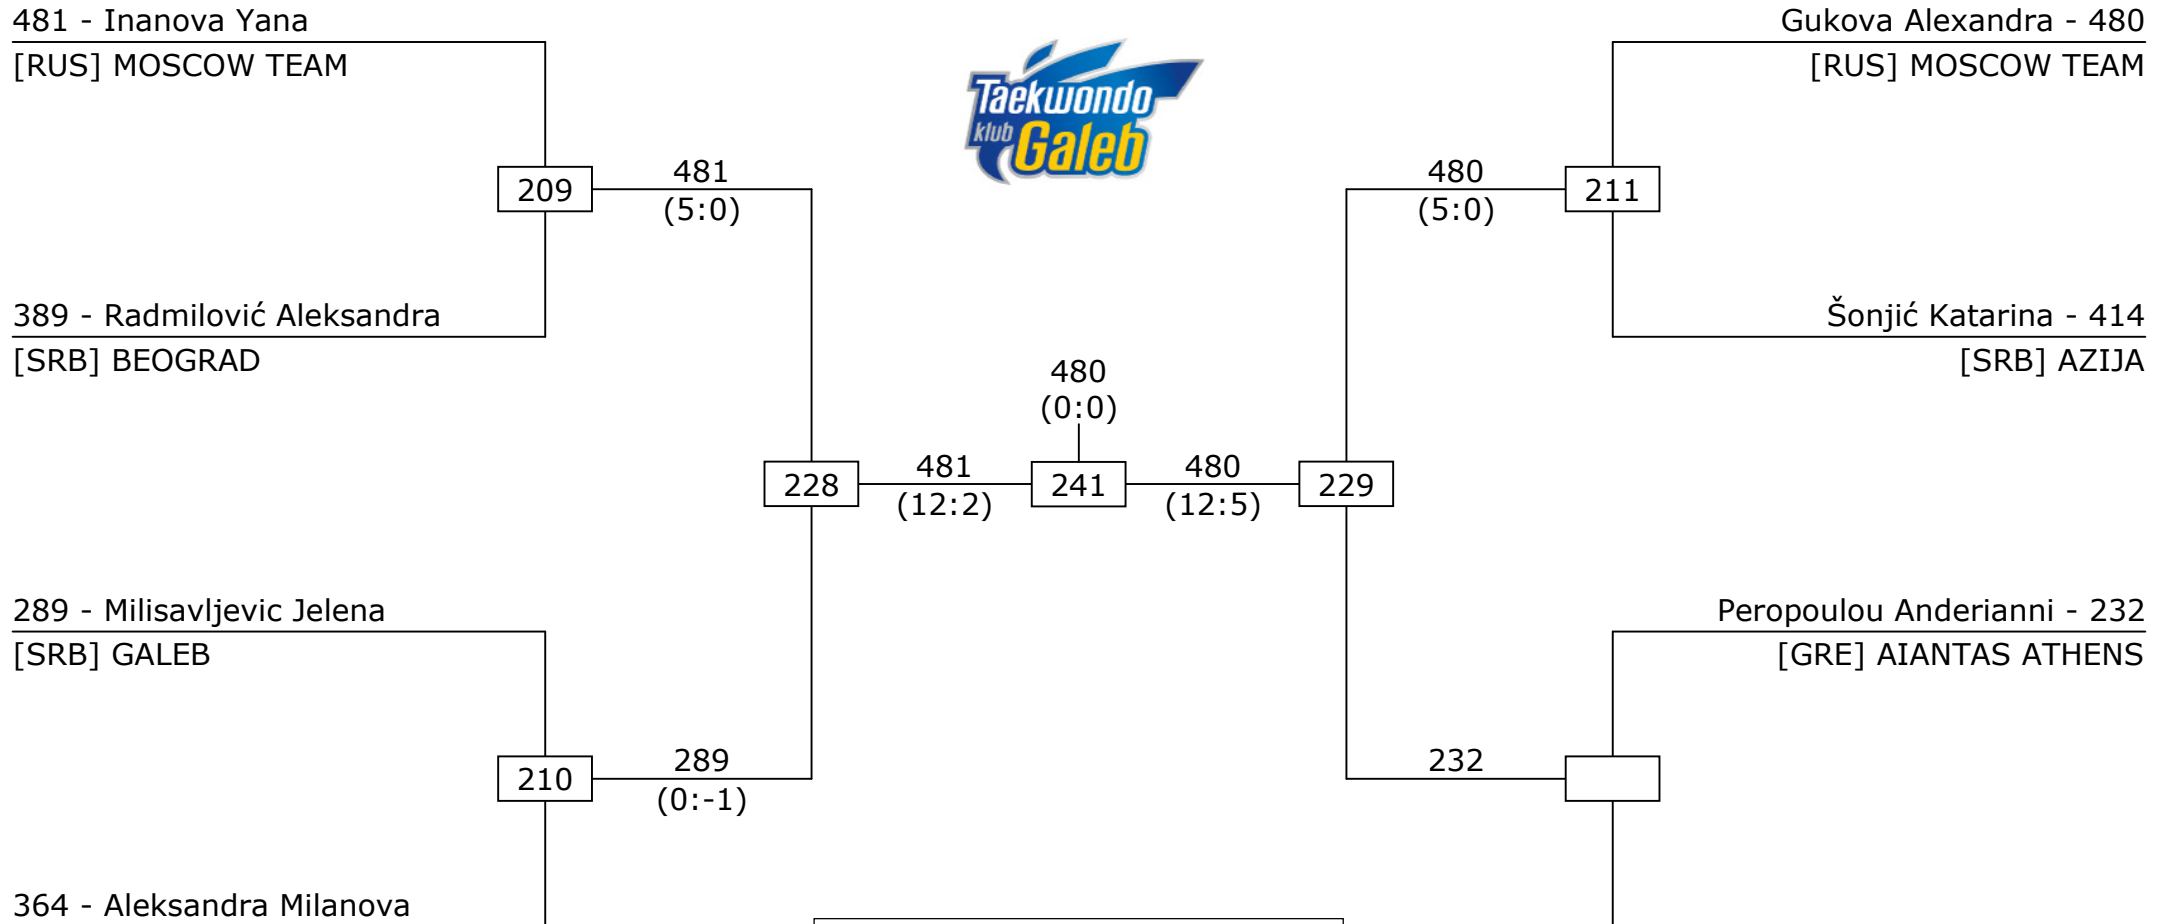 481 - Inanova Yana
[RUS] MOSCOW TEAM
Gukova Alexandra - 480
[RUS] MOSCOW TEAM
Taekwondo
klub Galeb
209
481
(5:0)
480
(5:0)
211
389 - Radmilović Aleksandra
[SRB] BEOGRAD
Šonjić Katarina - 414
[SRB] AZIJA
480
(0:0)
228
481
(12:2)
241
480
(12:5)
229
289 - Milisavljevic Jelena
[SRB] GALEB
Peropoulou Anderianni - 232
[GRE] AIANTAS ATHENS
210
289
(0:-1)
232
364 - Aleksandra Milanova